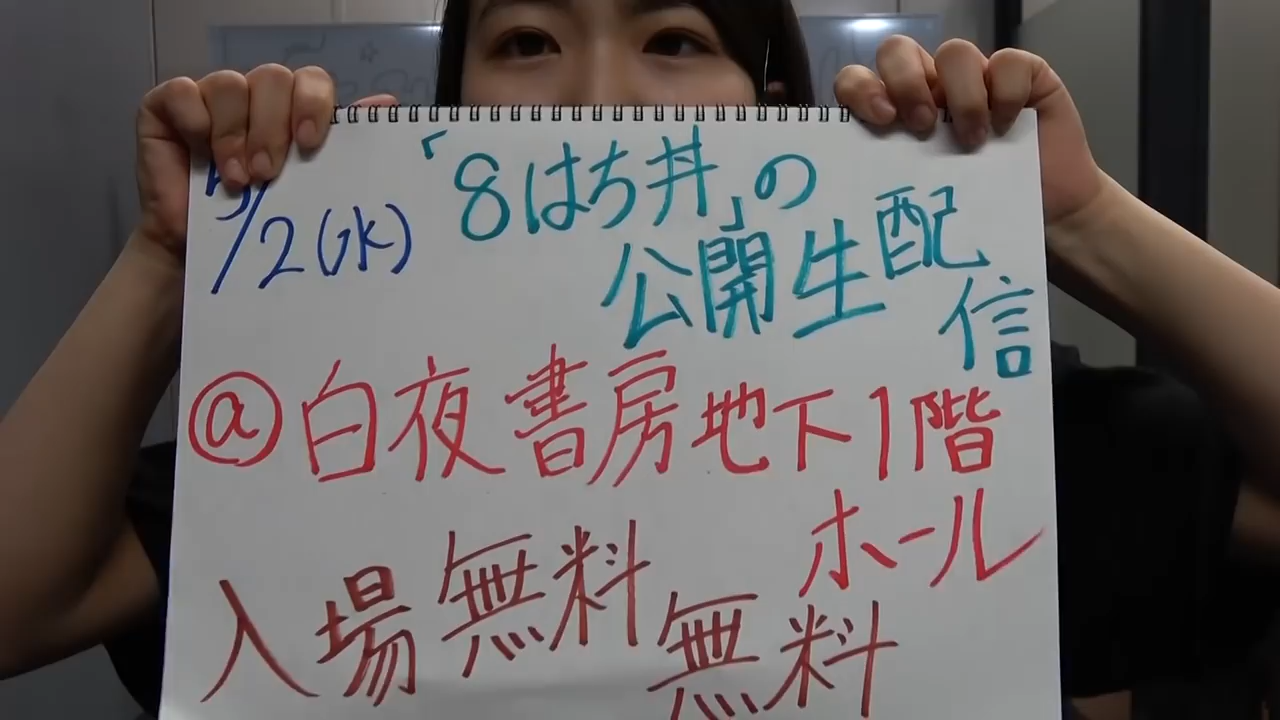 5/2(水)
「8はち丼」の
公開生配信
@白夜書房地下1階
ホール
入場無料
無料